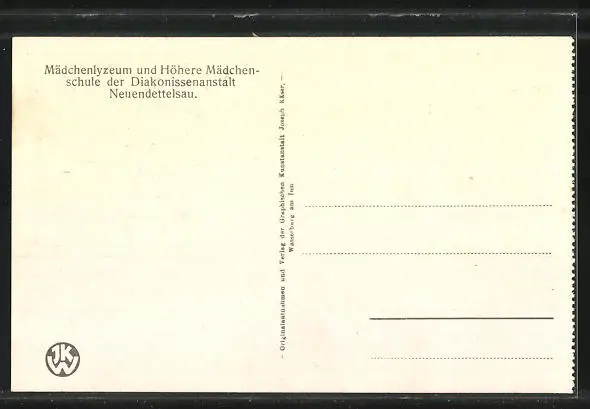 Mädchenlyzeum und Höhere Mädchen-
schule der Diakonissenanstalt
Neuendettelsau.
- Originalaufnahmen und Verlag der Graphischen Kunstanstalt Joseph Käser, -
Wasserburg am Inn
JKW